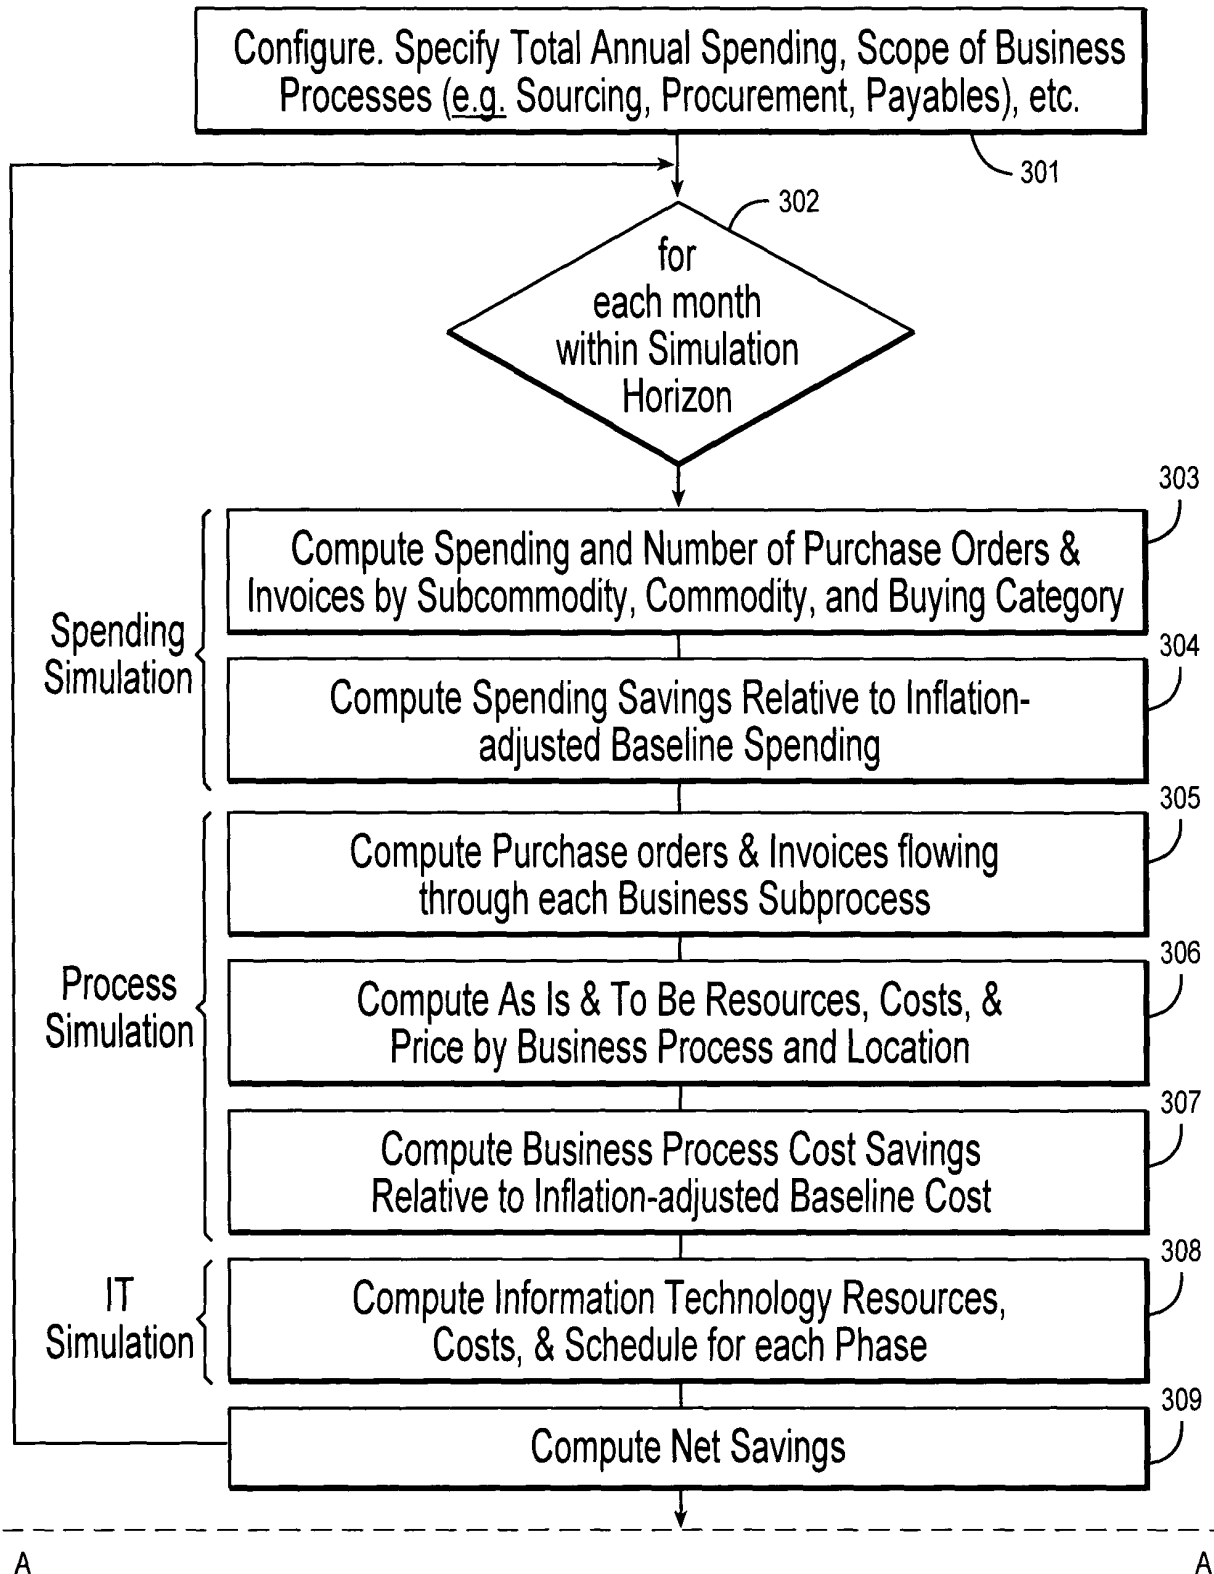 Configure. Specify Total Annual Spending, Scope of Business
Processes (e.g. Sourcing, Procurement, Payables), etc.
301
302
for
each month
within Simulation
Horizon
303
Compute Spending and Number of Purchase Orders &
Invoices by Subcommodity, Commodity, and Buying Category
Spending
Simulation
304
Compute Spending Savings Relative to Inflation-
adjusted Baseline Spending
305
Compute Purchase orders & Invoices flowing
through each Business Subprocess
Process
Simulation
306
Compute As Is & To Be Resources, Costs, &
Price by Business Process and Location
307
Compute Business Process Cost Savings
Relative to Inflation-adjusted Baseline Cost
308
IT
Simulation
Compute Information Technology Resources,
Costs, & Schedule for each Phase
309
Compute Net Savings
A
A